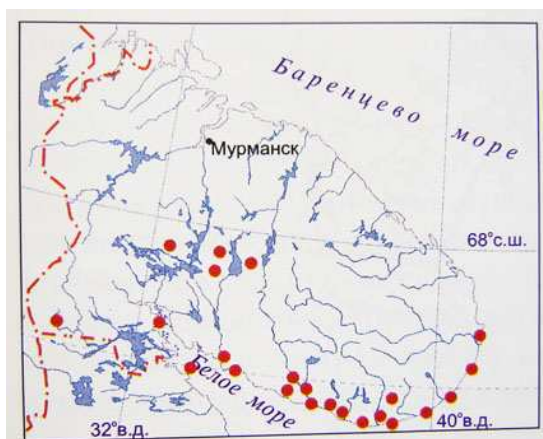 Баренцево море
Мурманск
68°с.ш.
Белое море
32°в.д.
40°в.д.